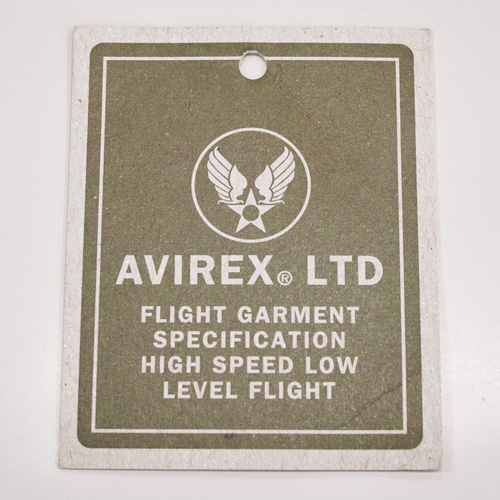 AVIREX® LTD
FLIGHT GARMENT
SPECIFICATION
HIGH SPEED LOW
LEVEL FLIGHT